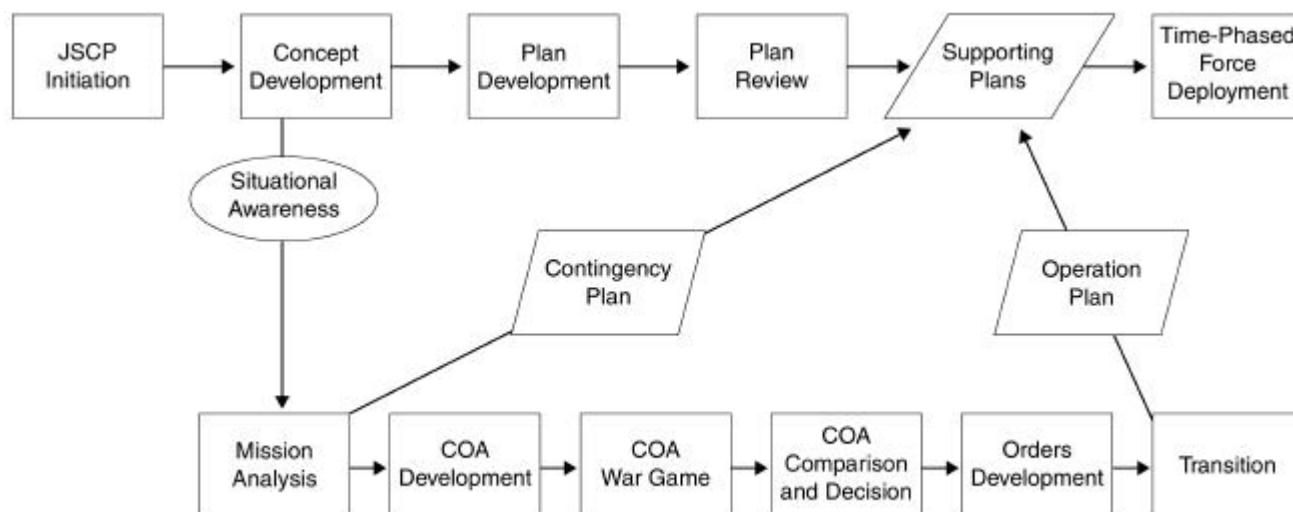 JSCP
Initiation
Concept
Development
Plan
Development
Plan
Review
Supporting
Plans
Time-Phased
Force
Deployment
Situational
Awareness
Contingency
Plan
Operation
Plan
Mission
Analysis
COA
Development
COA
War Game
COA
Comparison
and Decision
Orders
Development
Transition